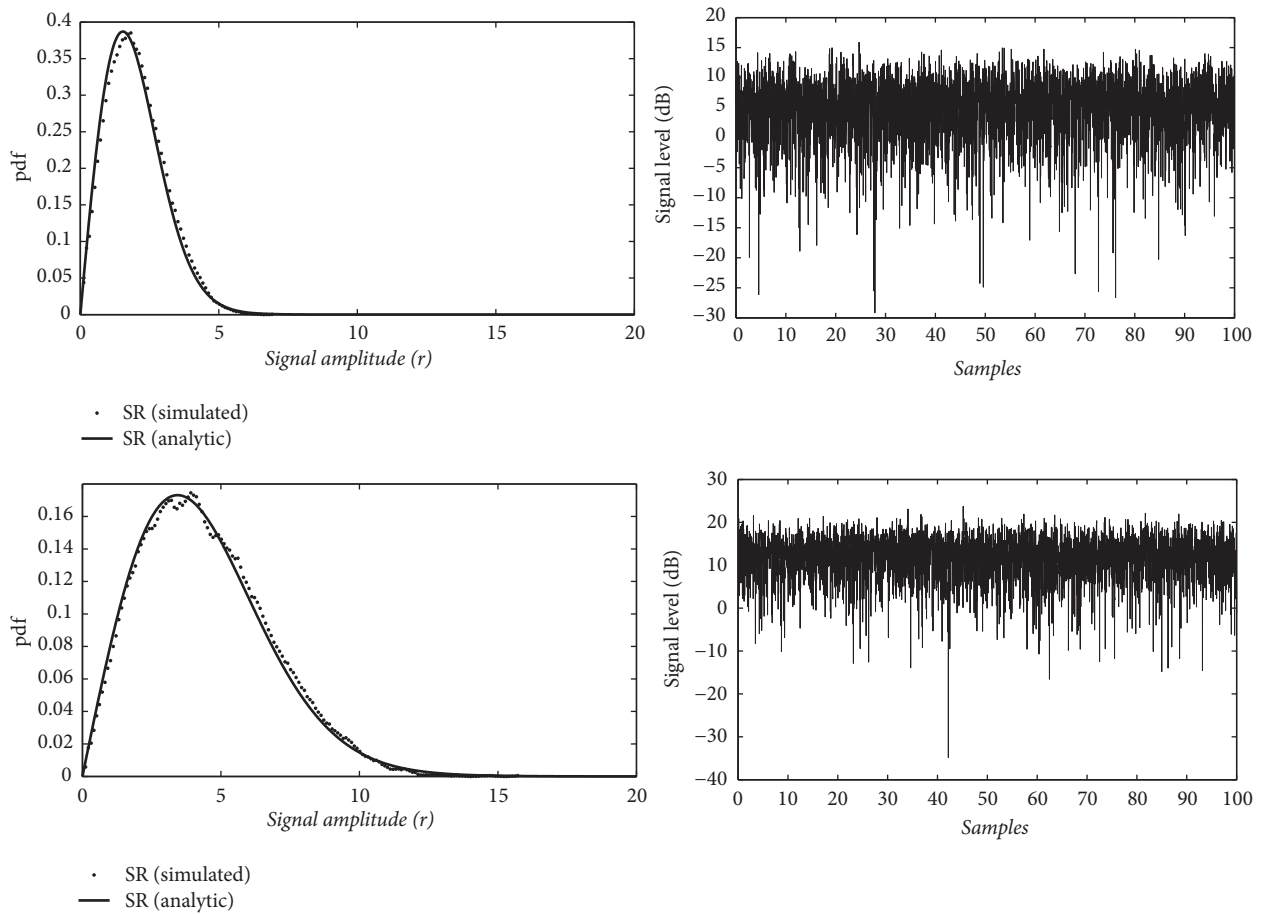 0.4
0.35
0.3
0.25
0.2
0.15
0.1
0.05
0
pdf
0 5 10 15 20
Signal amplitude (r)
SR (simulated)
SR (analytic)
20
15
10
5
0
−5
−10
−15
−20
−25
−30
Signal level (dB)
0 10 20 30 40 50 60 70 80 90 100
Samples
0.16
0.14
0.12
0.1
0.08
0.06
0.04
0.02
0
pdf
0 5 10 15 20
Signal amplitude (r)
SR (simulated)
SR (analytic)
30
20
10
0
−10
−20
−30
−40
Signal level (dB)
0 10 20 30 40 50 60 70 80 90 100
Samples